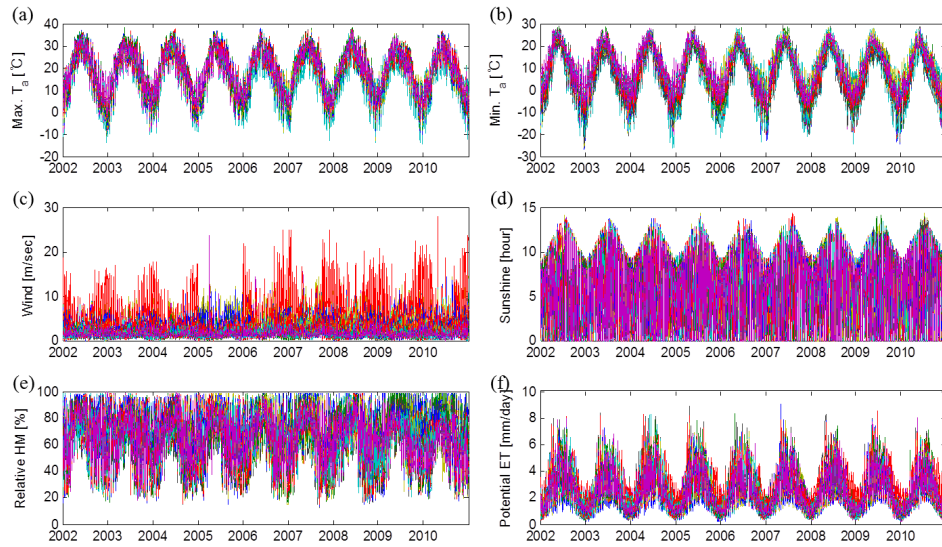 (a)
Max. Ta [℃]
40
30
20
10
0
-10
-20
2002 2003 2004 2005 2006 2007 2008 2009 2010
(b)
Min. Ta [℃]
30
20
10
0
-10
-20
-30
2002 2003 2004 2005 2006 2007 2008 2009 2010
(c)
Wind [m/sec]
30
20
10
0
2002 2003 2004 2005 2006 2007 2008 2009 2010
(d)
Sunshine [hour]
15
10
5
0
2002 2003 2004 2005 2006 2007 2008 2009 2010
(e)
Relative HM [%]
100
80
60
40
20
0
2002 2003 2004 2005 2006 2007 2008 2009 2010
(f)
Potential ET [mm/day]
10
8
6
4
2
0
2002 2003 2004 2005 2006 2007 2008 2009 2010